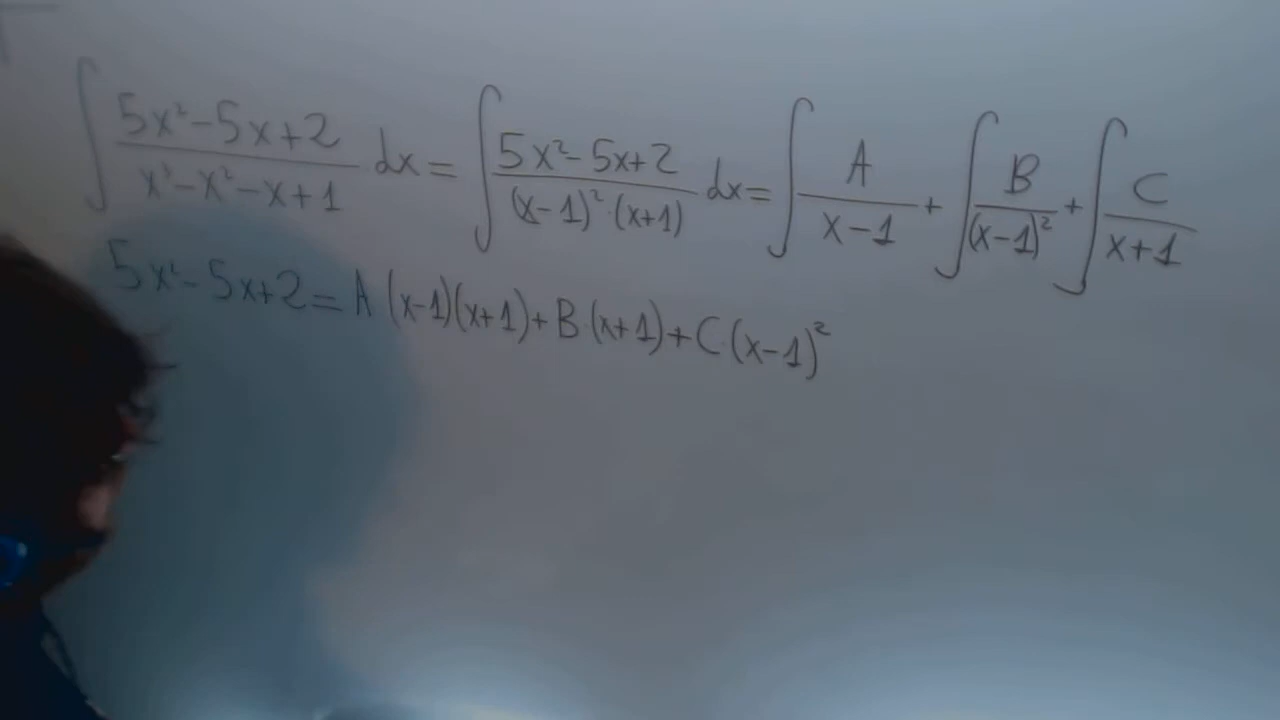 ∫ (5x² - 5x + 2)/(x³ - x² - x + 1) dx = ∫ (5x² - 5x + 2)/((x-1)² · (x+1)) dx = ∫ A/(x-1) + ∫ B/(x-1)² + ∫ C/(x+1)
5x² - 5x + 2 = A (x-1)(x+1) + B · (x+1) + C · (x-1)²